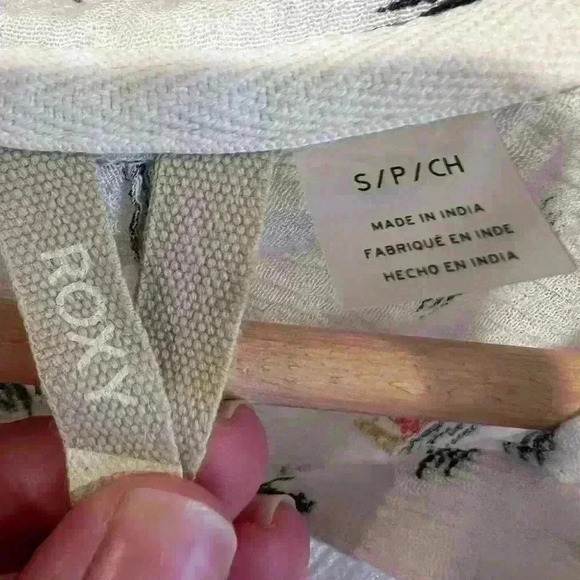 ROXY
S/P/CH
MADE IN INDIA
FABRIQUÉ EN INDE
HECHO EN INDIA